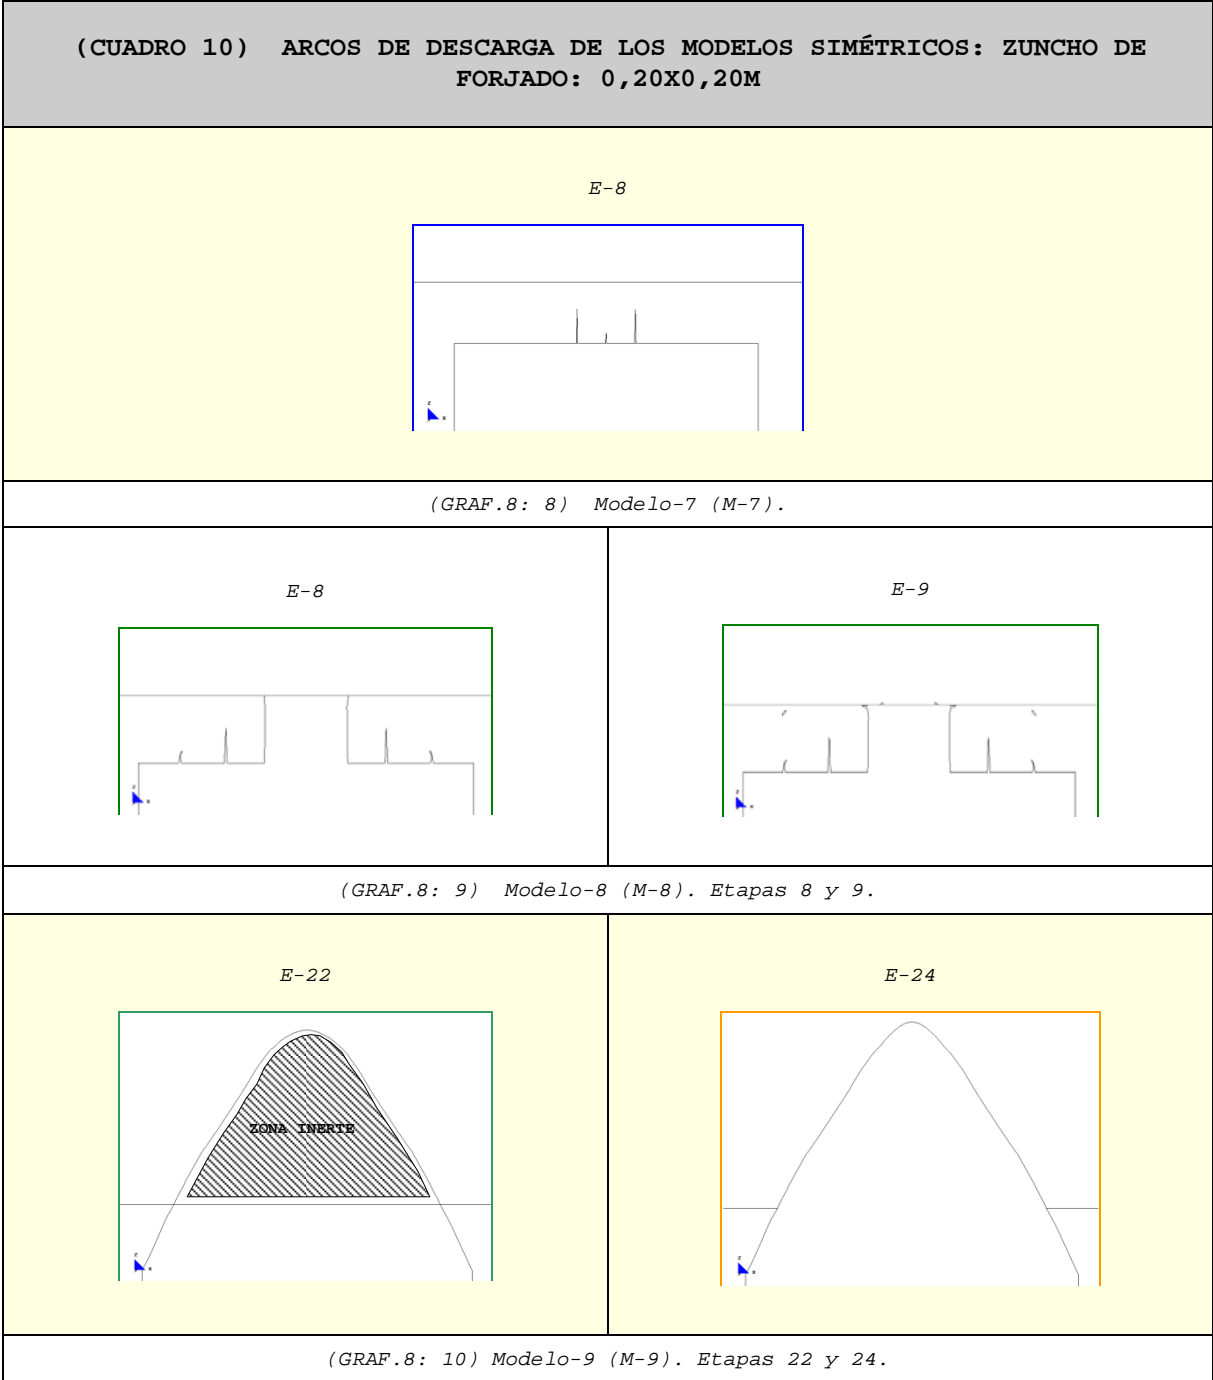 (CUADRO 10)  ARCOS DE DESCARGA DE LOS MODELOS SIMÉTRICOS: ZUNCHO DE
FORJADO: 0,20X0,20M
E-8
z
x
(GRAF.8: 8)  Modelo-7 (M-7).
E-8
E-9
z
x
z
x
(GRAF.8: 9)  Modelo-8 (M-8). Etapas 8 y 9.
E-22
E-24
ZONA INERTE
z
x
z
x
(GRAF.8: 10) Modelo-9 (M-9). Etapas 22 y 24.